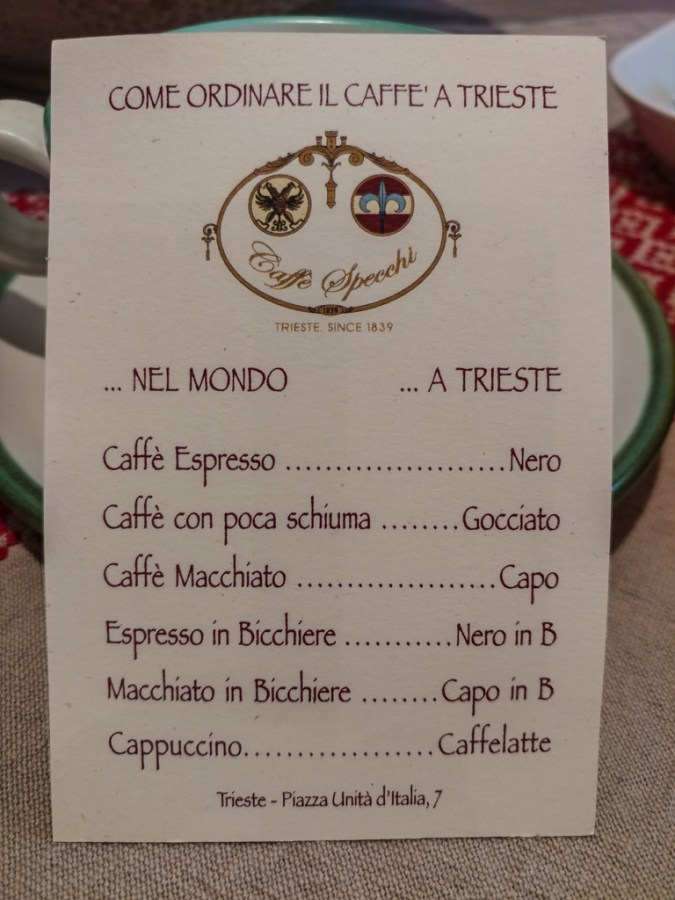 COME ORDINARE IL CAFFE' A TRIESTE
Caffè Specchi
1839
TRIESTE, SINCE 1839
... NEL MONDO ... A TRIESTE
Caffè Espresso ...................... Nero
Caffè con poca schiuma ........ Gocciato
Caffè Macchiato .................... Capo
Espresso in Bicchiere ........... Nero in B
Macchiato in Bicchiere ........ Capo in B
Cappuccino................... Caffelatte
Trieste - Piazza Unità d'Italia, 7